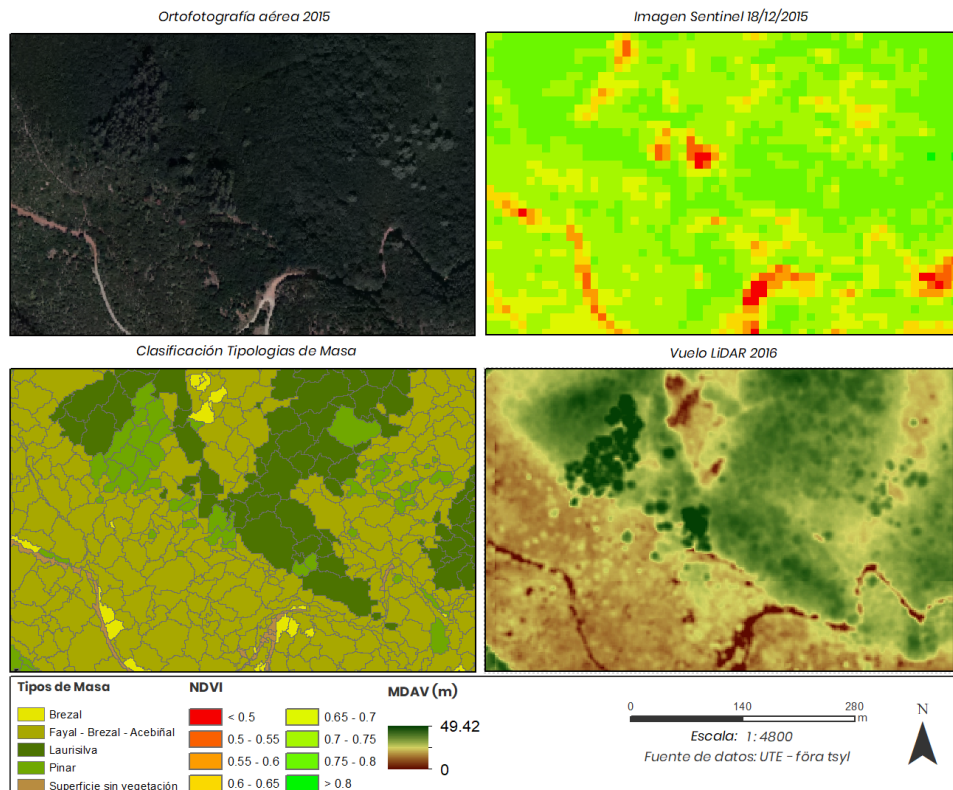 Ortofotografía aérea 2015
Imagen Sentinel 18/12/2015
Clasificación Tipologias de Masa
Vuelo LiDAR 2016
Tipos de Masa
Brezal
Fayal - Brezal - Acebiñal
Laurisilva
Pinar
Superficie sin vegetación
NDVI
< 0.5
0.5 - 0.55
0.55 - 0.6
0.6 - 0.65
0.65 - 0.7
0.7 - 0.75
0.75 - 0.8
> 0.8
MDAV (m)
49.42
0
0 140 280
m
Escala: 1:4800
Fuente de datos: UTE - föra tsyl
N